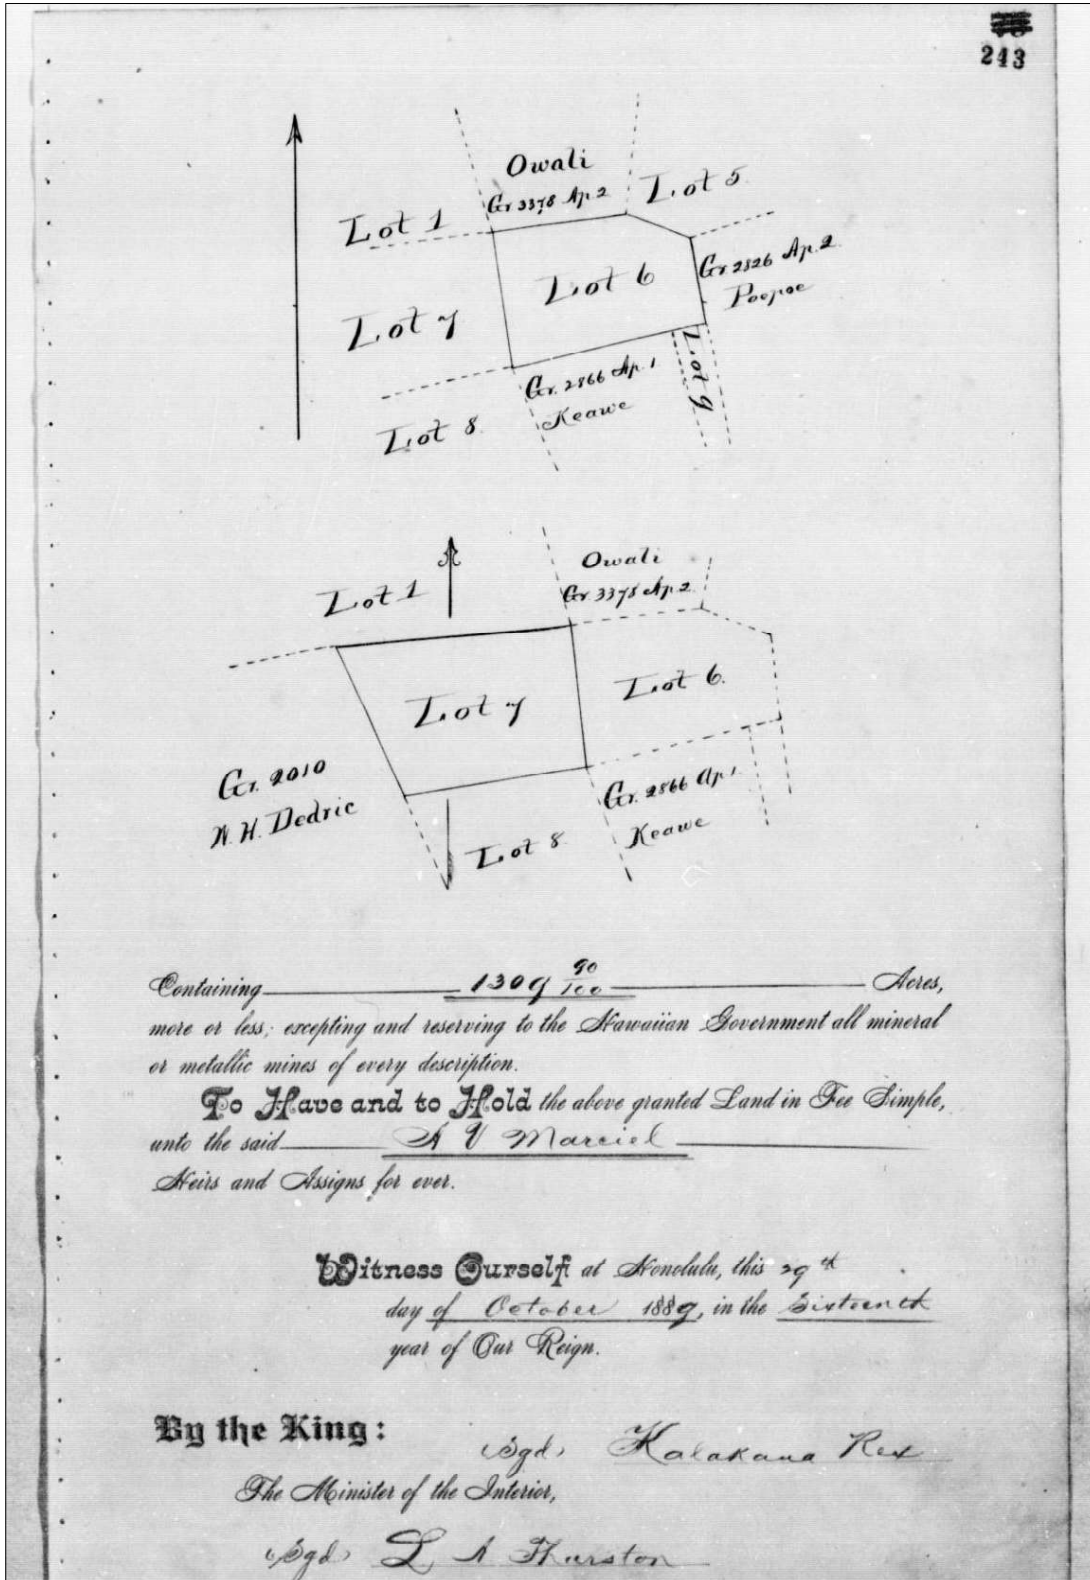 243
Owali
Gr 3378 Ap. 2
Lot 5
Lot 1
Gr 2826 Ap. 2
Poepoe
Lot 6
Lot 7
Lot 9
Gr. 2866 Ap. 1
Keawe
Lot 8
N
Owali
Gr. 3378 Ap. 2
Lot 1
Lot 7
Lot 6.
Gr. 2010
W. H. Dedric
Gr. 2866 Ap 1
Keawe
Lot 8
Containing 1309 90/100 Acres,
more or less; excepting and reserving to the Hawaiian Government all mineral
or metallic mines of every description.
To Have and to Hold the above granted Land in Fee Simple,
unto the said A V Marciel
Heirs and Assigns for ever.
Witness Ourself at Honolulu, this 29th
day of October 1889, in the Sixteenth
year of Our Reign.
By the King:
(Sgd) Kalakaua Rex
The Minister of the Interior,
(Sgd) L A Thurston